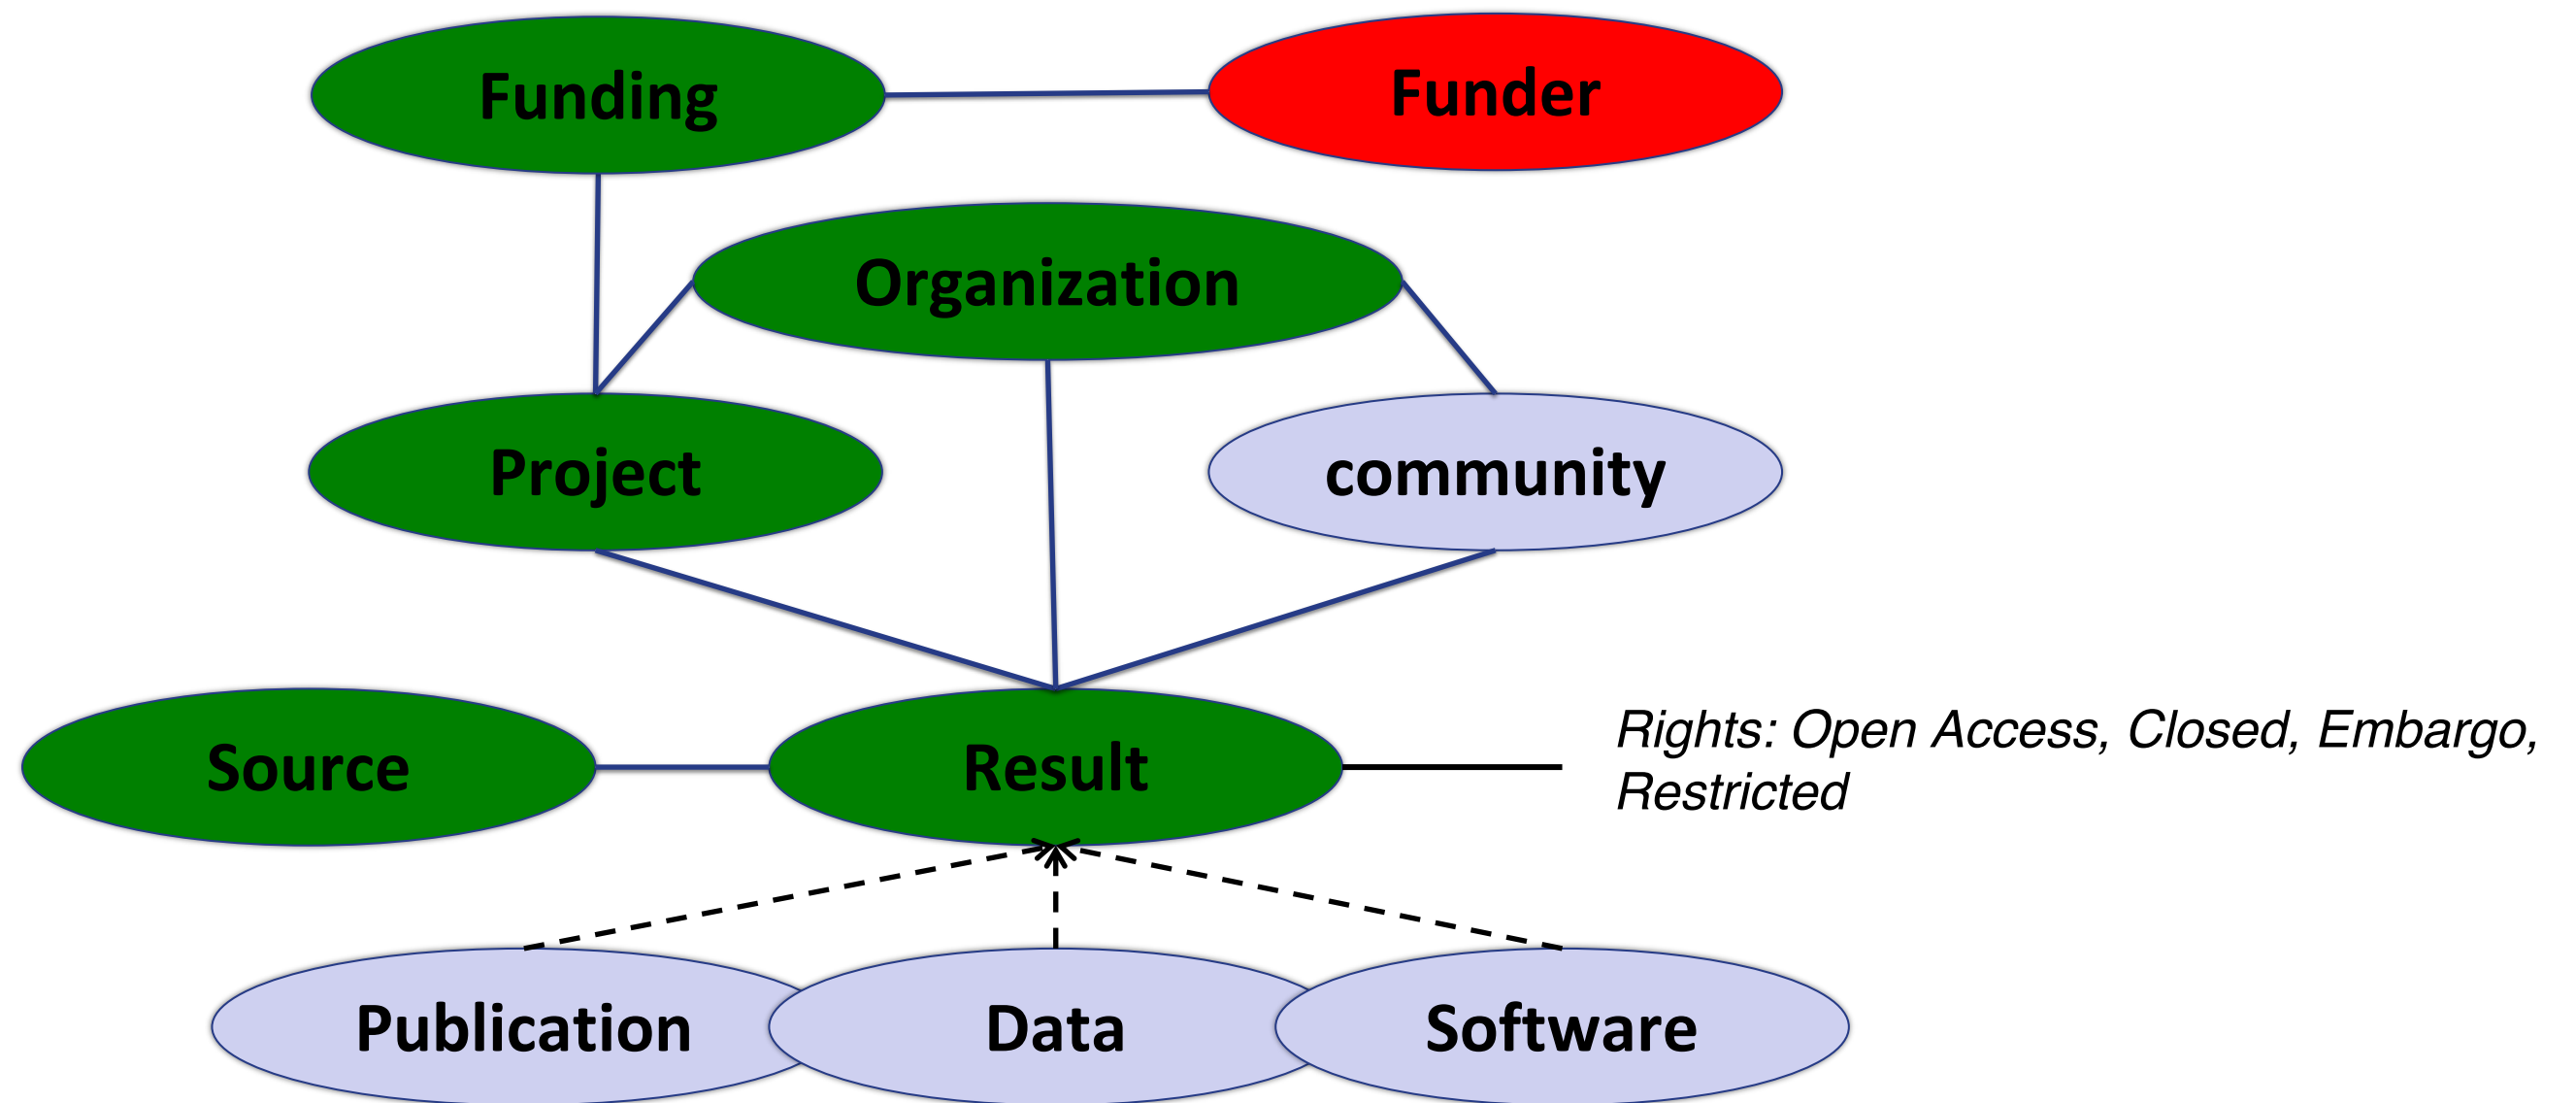 Funding
Funder
Organization
Project
community
Source
Result
Rights: Open Access, Closed, Embargo,
Restricted
Publication
Data
Software